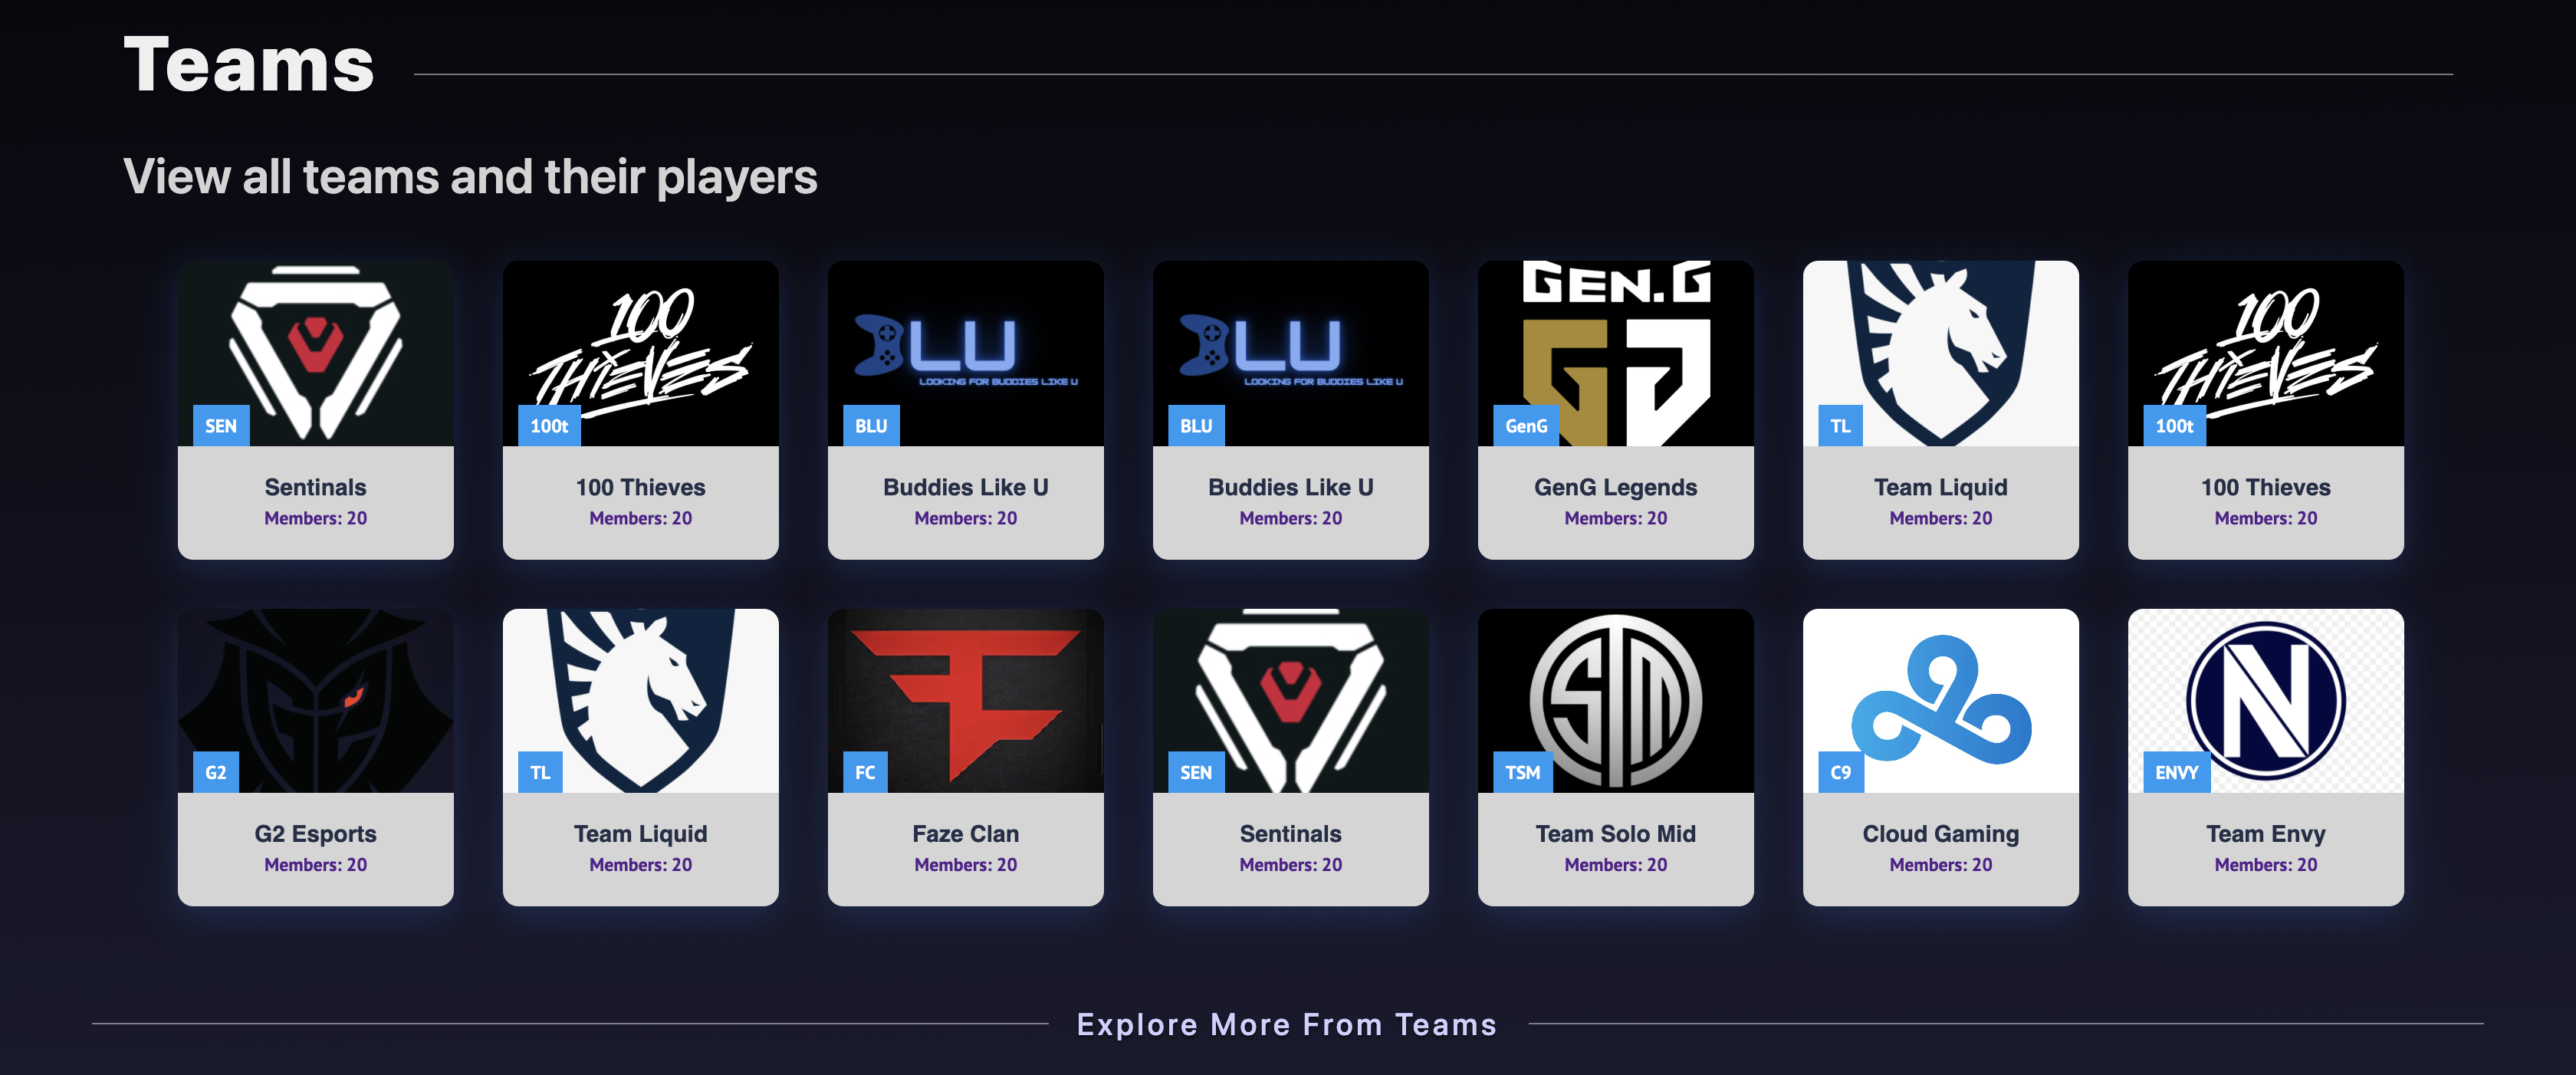 Teams
View all teams and their players
SEN
Sentinals
Members: 20
100
THIEVES
100t
100 Thieves
Members: 20
BLU
LOOKING FOR BUDDIES LIKE U
BLU
Buddies Like U
Members: 20
BLU
LOOKING FOR BUDDIES LIKE U
BLU
Buddies Like U
Members: 20
GEN.G
GenG
GenG Legends
Members: 20
TL
Team Liquid
Members: 20
100
THIEVES
100t
100 Thieves
Members: 20
G2
G2 Esports
Members: 20
TL
Team Liquid
Members: 20
FC
Faze Clan
Members: 20
SEN
Sentinals
Members: 20
TSM
TSM
Team Solo Mid
Members: 20
C9
Cloud Gaming
Members: 20
N
ENVY
Team Envy
Members: 20
Explore More From Teams